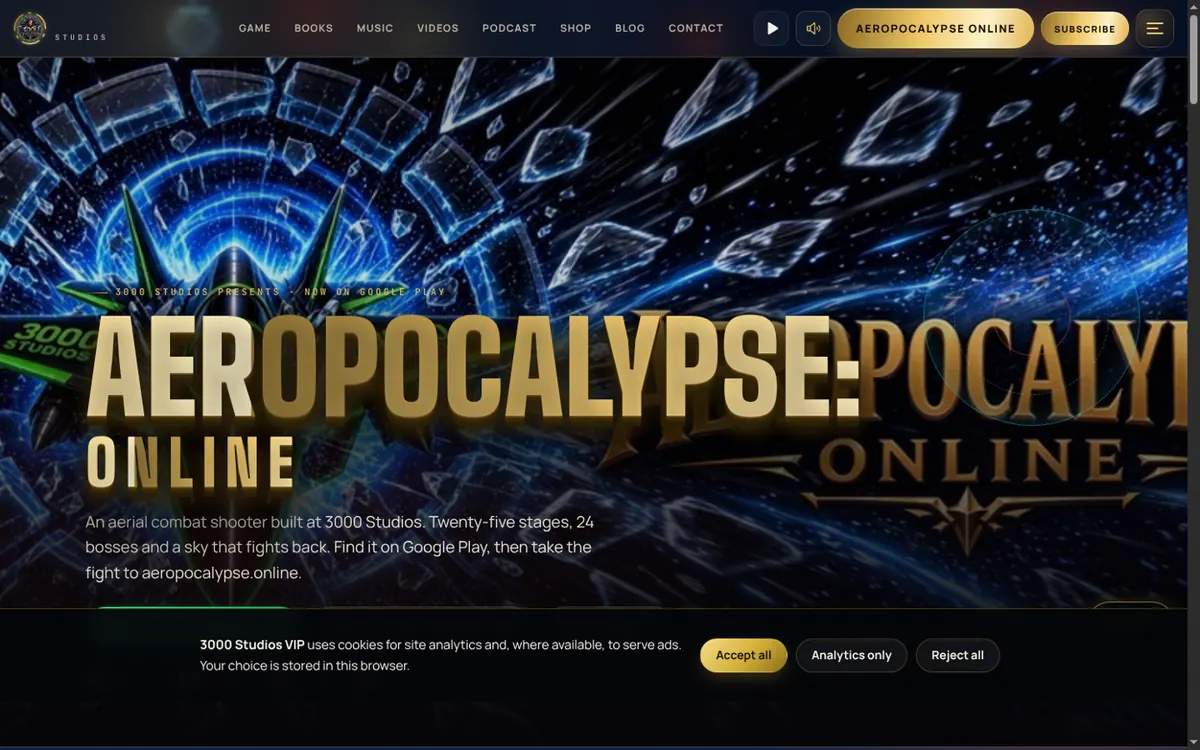 STUDIOS
GAME BOOKS MUSIC VIDEOS PODCAST SHOP BLOG CONTACT
AEROPOCALYPSE ONLINE
SUBSCRIBE
3000 STUDIOS PRESENTS · NOW ON GOOGLE PLAY
3000
STUDIOS
AEROPOCALYPSE:
ONLINE
ONLINE
An aerial combat shooter built at 3000 Studios. Twenty-five stages, 24
bosses and a sky that fights back. Find it on Google Play, then take the
fight to aeropocalypse.online.
3000 Studios VIP uses cookies for site analytics and, where available, to serve ads.
Your choice is stored in this browser.
Accept all
Analytics only
Reject all